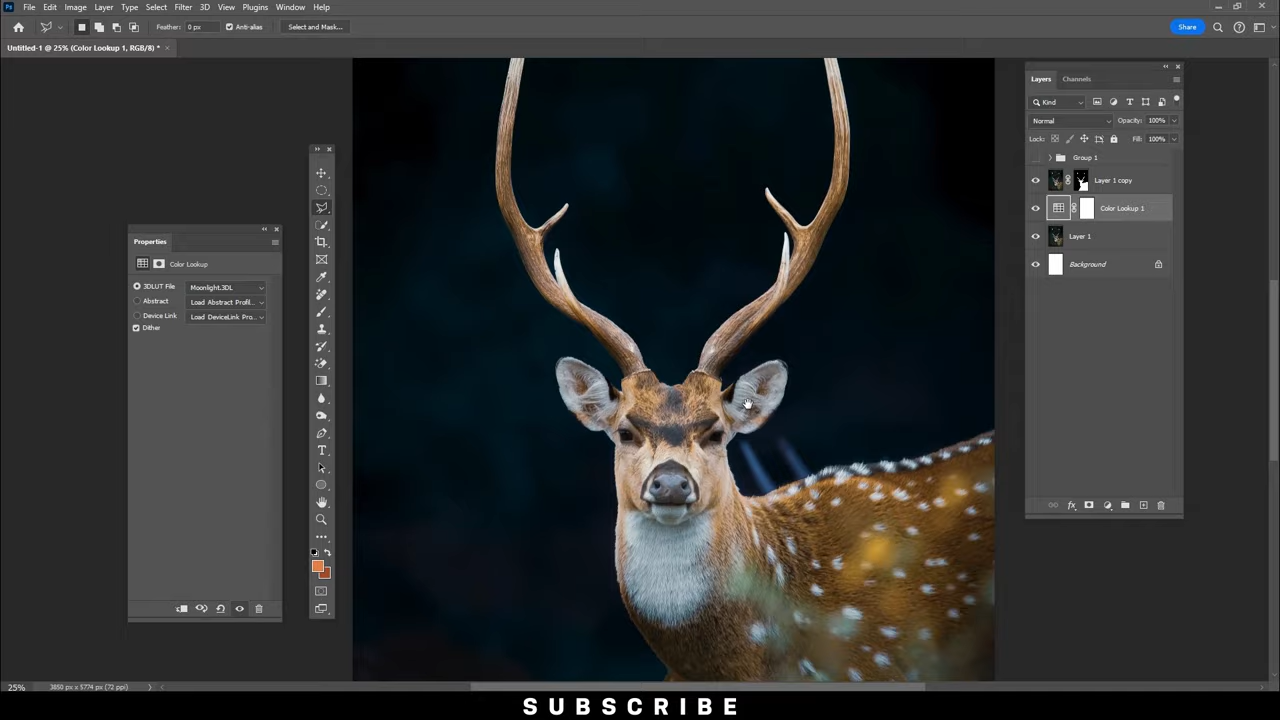 Ps File Edit Image Layer Type Select Filter 3D View Plugins Window Help
Feather: 0 px Anti-alias Select and Mask... Share
Untitled-1 @ 25% (Color Lookup 1, RGB/8) * ×
Layers Channels
Kind
Normal Opacity: 100%
Lock: Fill: 100%
Group 1
Layer 1 copy
Color Lookup 1
Layer 1
Background
Properties
Color Lookup
3DLUT File Moonlight.3DL
Abstract Load Abstract Profil...
Device Link Load DeviceLink Pro...
Dither
25% 3850 px x 5774 px (72 ppi)
SUBSCRIBE